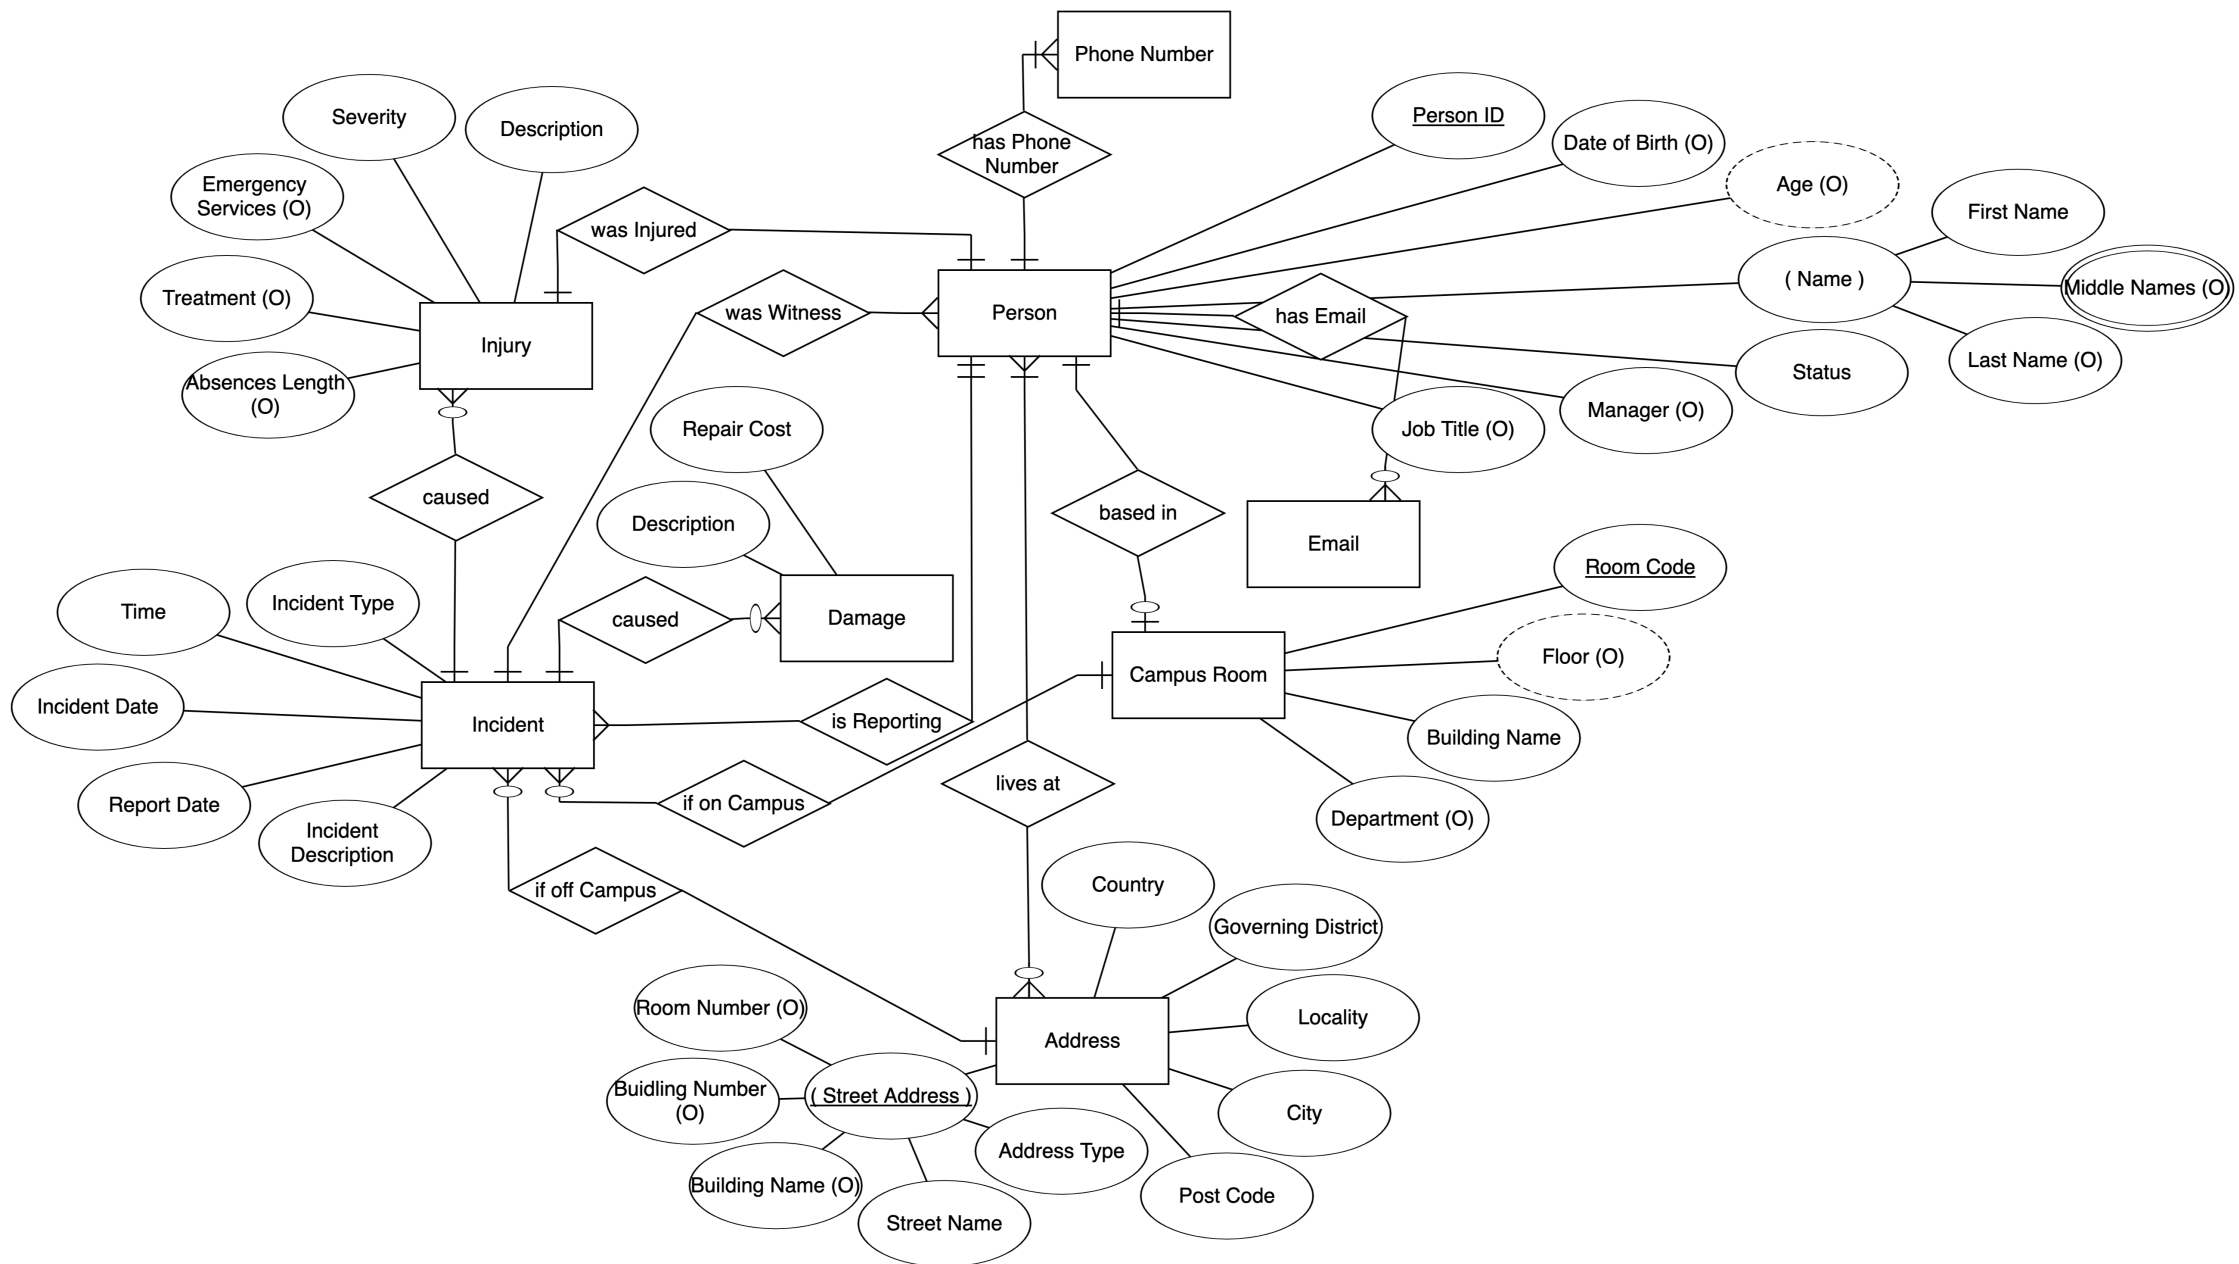 Phone Number
Severity
Description
Person ID
Date of Birth (O)
has Phone
Number
Emergency
Services (O)
Age (O)
First Name
was Injured
( Name )
Middle Names (O)
Treatment (O)
was Witness
Person
has Email
Injury
Last Name (O)
Status
Absences Length
(O)
Manager (O)
Repair Cost
Job Title (O)
caused
based in
Description
Email
Room Code
Time
Incident Type
caused
Damage
Floor (O)
Campus Room
Incident Date
Incident
is Reporting
Building Name
lives at
if on Campus
Report Date
Department (O)
Incident
Description
if off Campus
Country
Governing District
Room Number (O)
Locality
Address
Buidling Number
(O)
( Street Address )
City
Address Type
Building Name (O)
Post Code
Street Name